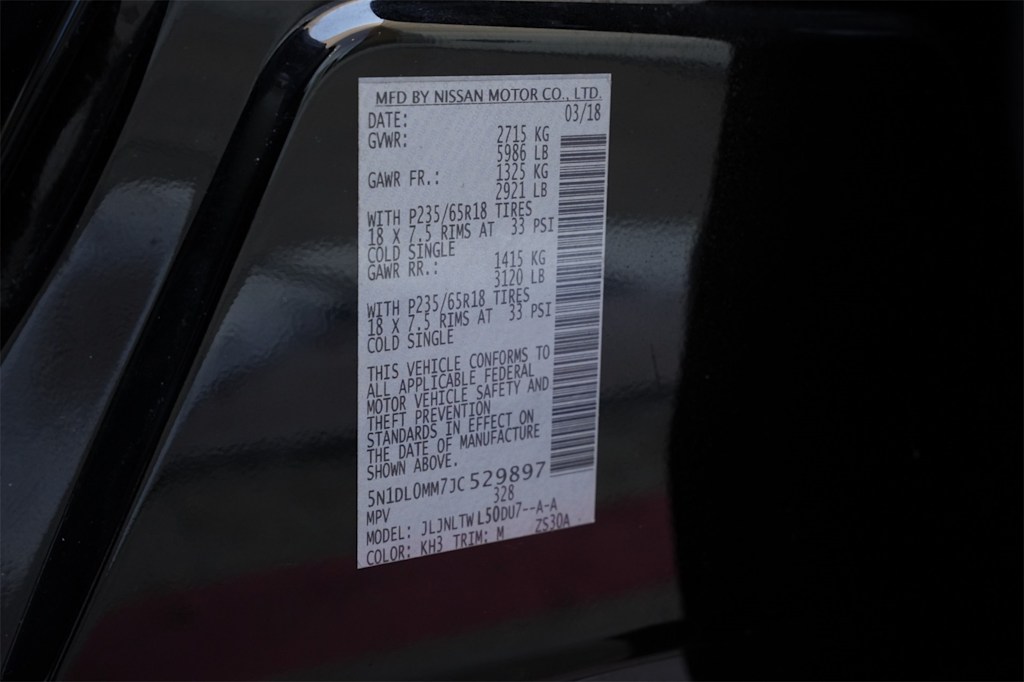 MFD BY NISSAN MOTOR CO., LTD.
DATE: 03/18
GVWR: 2715 KG
5986 LB
GAWR FR.: 1325 KG
2921 LB
WITH P235/65R18 TIRES
18 X 7.5 RIMS AT 33 PSI
COLD SINGLE
GAWR RR.: 1415 KG
3120 LB
WITH P235/65R18 TIRES
18 X 7.5 RIMS AT 33 PSI
COLD SINGLE
THIS VEHICLE CONFORMS TO
ALL APPLICABLE FEDERAL
MOTOR VEHICLE SAFETY AND
THEFT PREVENTION
STANDARDS IN EFFECT ON
THE DATE OF MANUFACTURE
SHOWN ABOVE.
5N1DL0MM7JC529897
MPV 328
MODEL: JLJNLTWL50DU7--A-A
COLOR: KH3 TRIM: M ZS30A